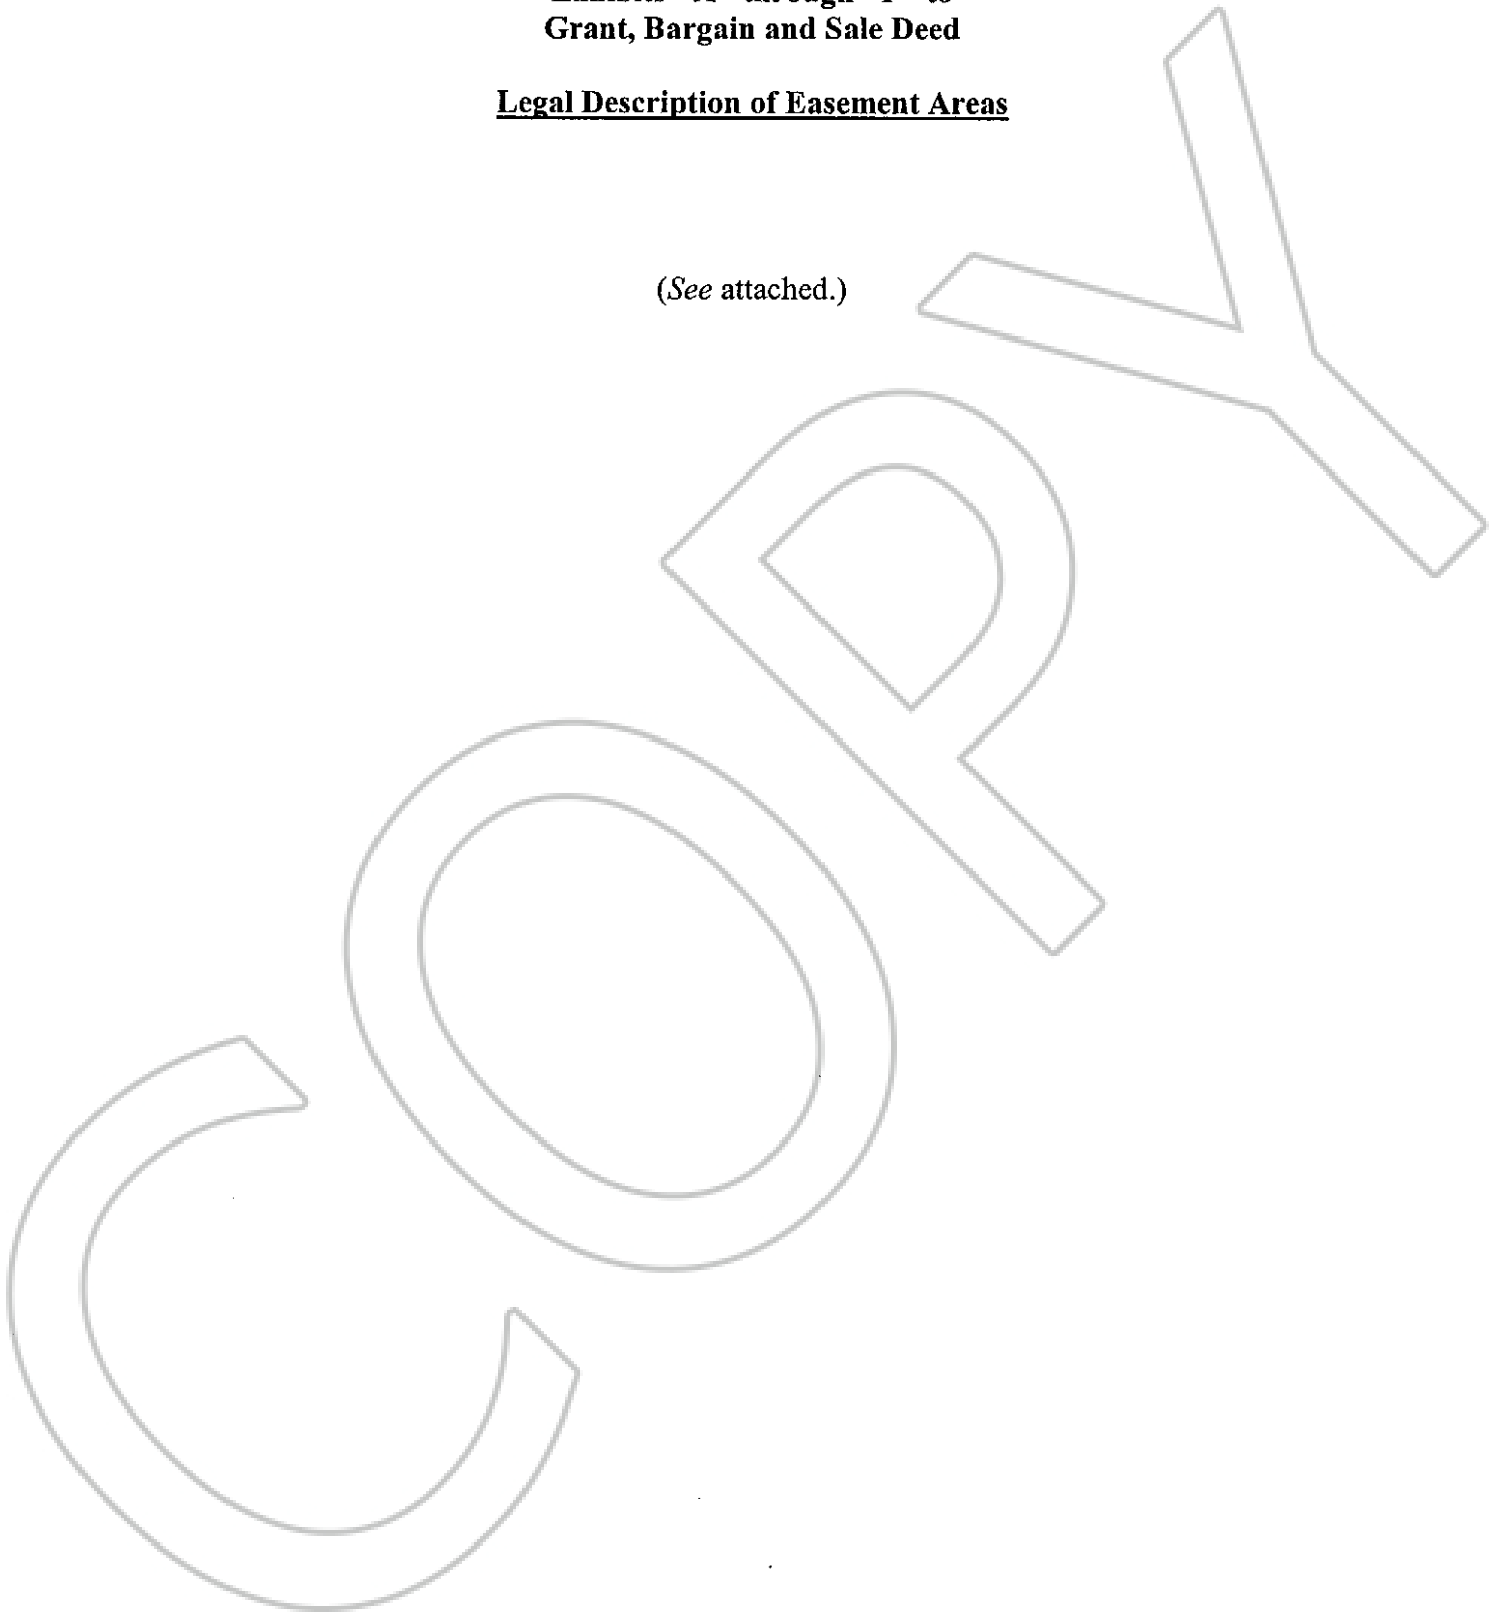 Grant, Bargain and Sale Deed
Legal Description of Easement Areas
(See attached.)
COPY